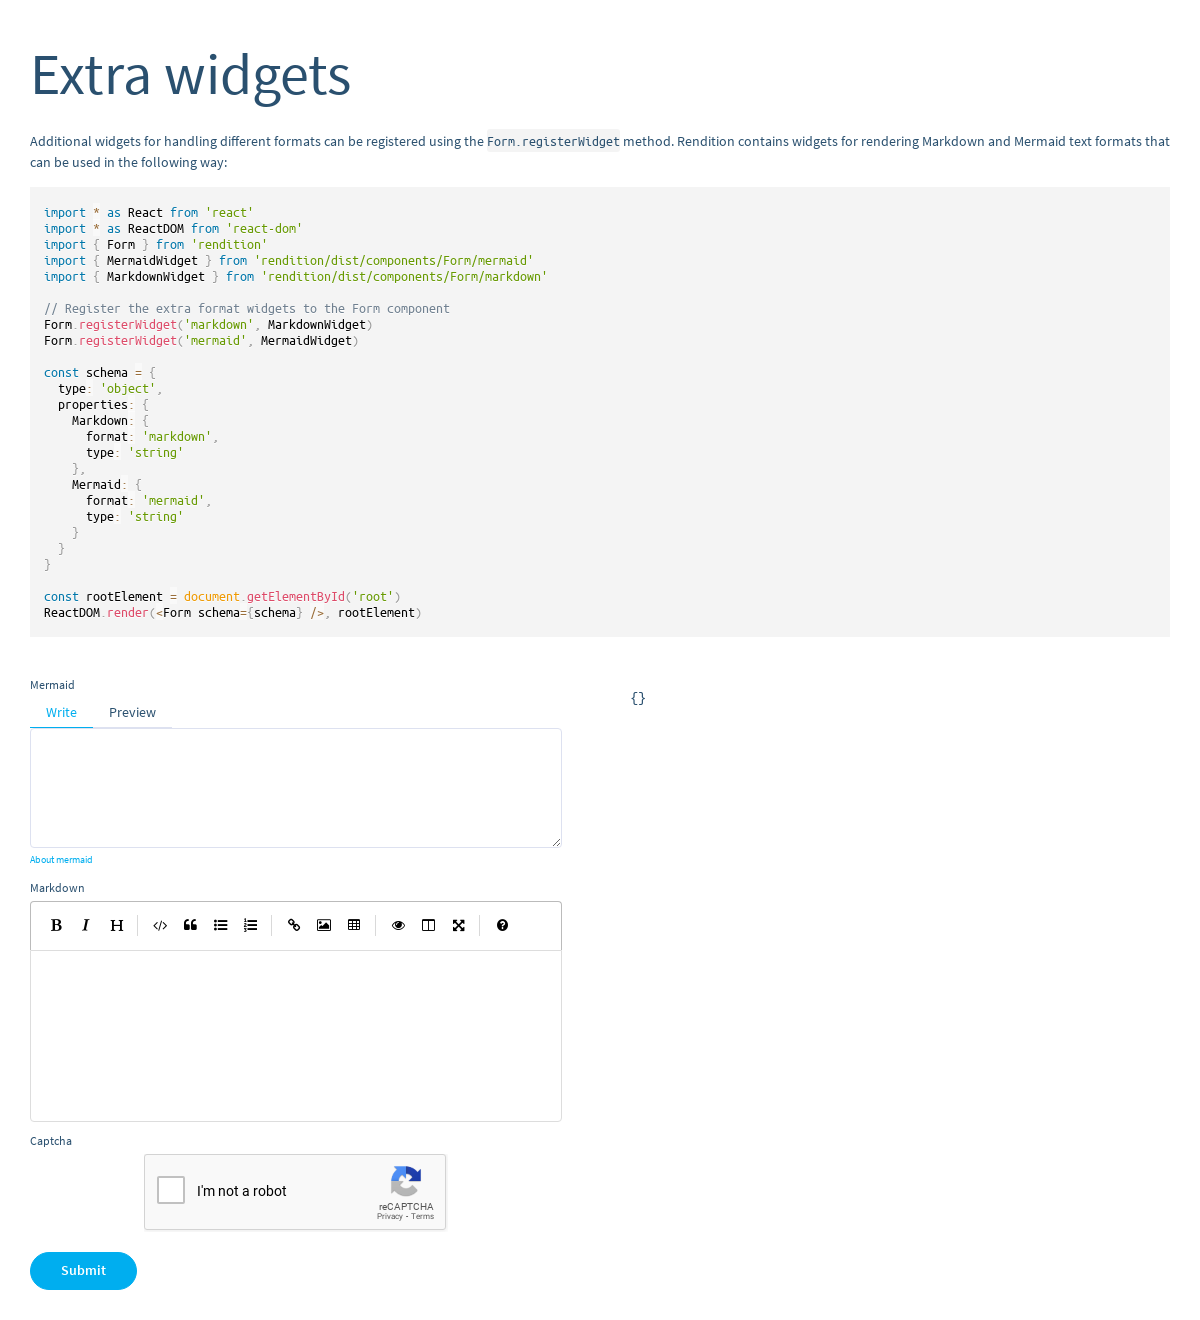 Extra widgets
Additional widgets for handling different formats can be registered using the Form.registerWidget method. Rendition contains widgets for rendering Markdown and Mermaid text formats that
can be used in the following way:
import * as React from 'react'
import * as ReactDOM from 'react-dom'
import { Form } from 'rendition'
import { MermaidWidget } from 'rendition/dist/components/Form/mermaid'
import { MarkdownWidget } from 'rendition/dist/components/Form/markdown'
// Register the extra format widgets to the Form component
Form.registerWidget('markdown', MarkdownWidget)
Form.registerWidget('mermaid', MermaidWidget)
const schema = {
  type: 'object',
  properties: {
    Markdown: {
      format: 'markdown',
      type: 'string'
    },
    Mermaid: {
      format: 'mermaid',
      type: 'string'
    }
  }
}
const rootElement = document.getElementById('root')
ReactDOM.render(<Form schema={schema} />, rootElement)
Mermaid
{}
Write Preview
About mermaid
Markdown
Captcha
I'm not a robot
reCAPTCHA
Privacy - Terms
Submit